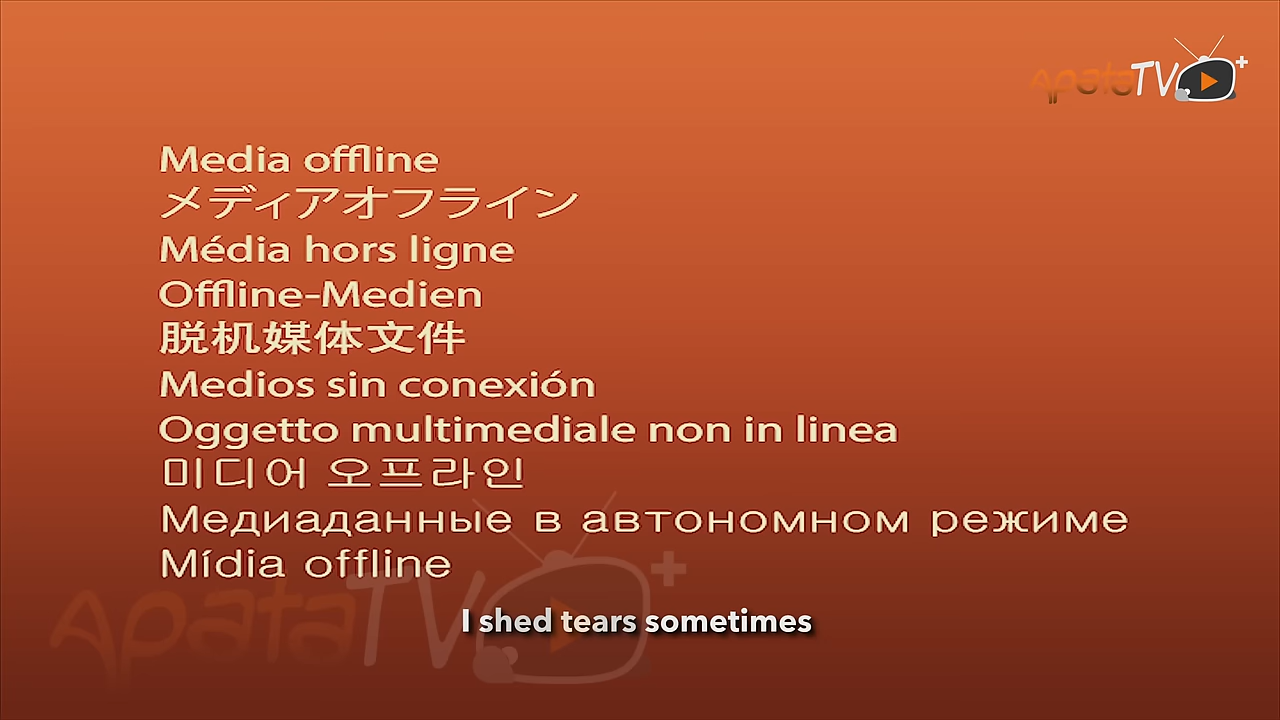 ApataTV+
Media offline
メディアオフライン
Média hors ligne
Offline-Medien
脱机媒体文件
Medios sin conexión
Oggetto multimediale non in linea
미디어 오프라인
Медиаданные в автономном режиме
Mídia offline
ApataTV+
I shed tears sometimes